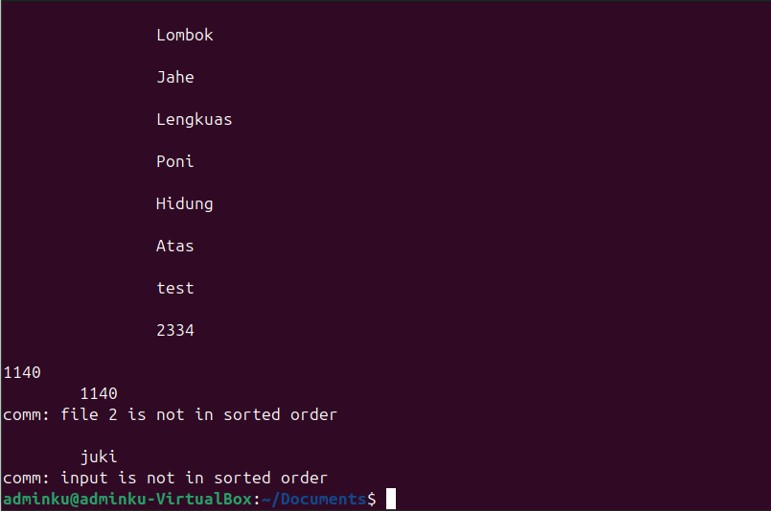 Lombok
Jahe
Lengkuas
Poni
Hidung
Atas
test
2334
1140
1140
comm: file 2 is not in sorted order
juki
comm: input is not in sorted order
adminku@adminku-VirtualBox:~/Documents$